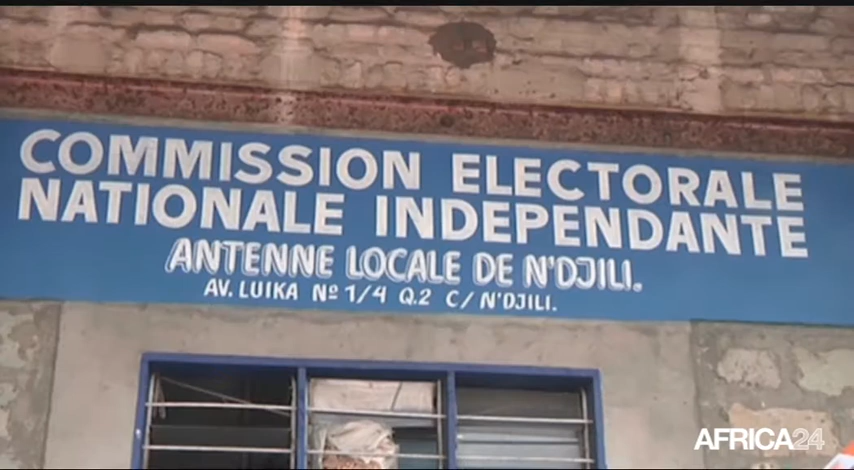 COMMISSION ELECTORALE
NATIONALE INDEPENDANTE
ANTENNE LOCALE DE N'DJILI.
AV. LUIKA Nº 1/4 Q.2 C/ N'DJILI.
AFRICA24